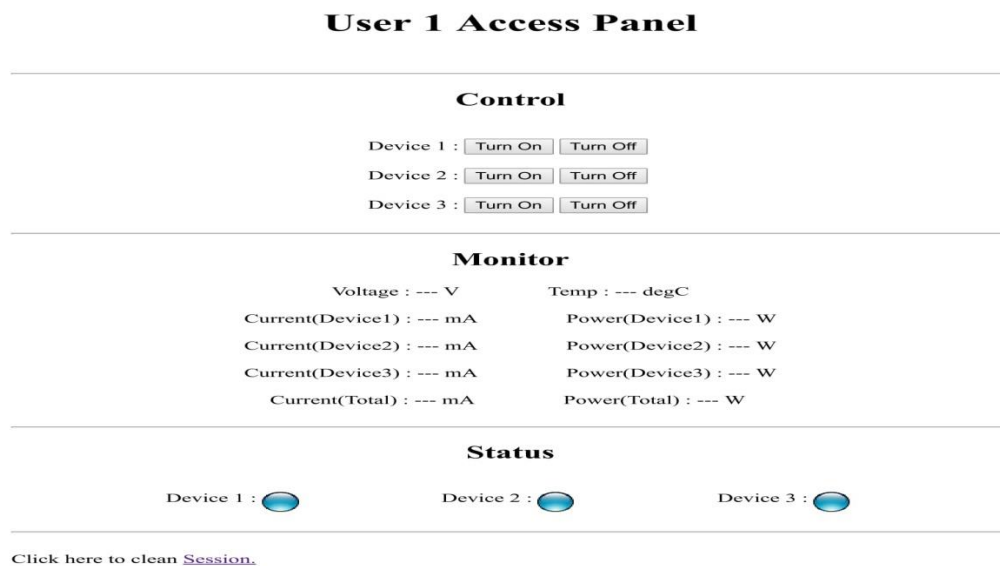 User 1 Access Panel
Control
Device 1 : Turn On Turn Off
Device 2 : Turn On Turn Off
Device 3 : Turn On Turn Off
Monitor
Voltage : --- V Temp : --- degC
Current(Device1) : --- mA Power(Device1) : --- W
Current(Device2) : --- mA Power(Device2) : --- W
Current(Device3) : --- mA Power(Device3) : --- W
Current(Total) : --- mA Power(Total) : --- W
Status
Device 1 : Device 2 : Device 3 :
Click here to clean Session.